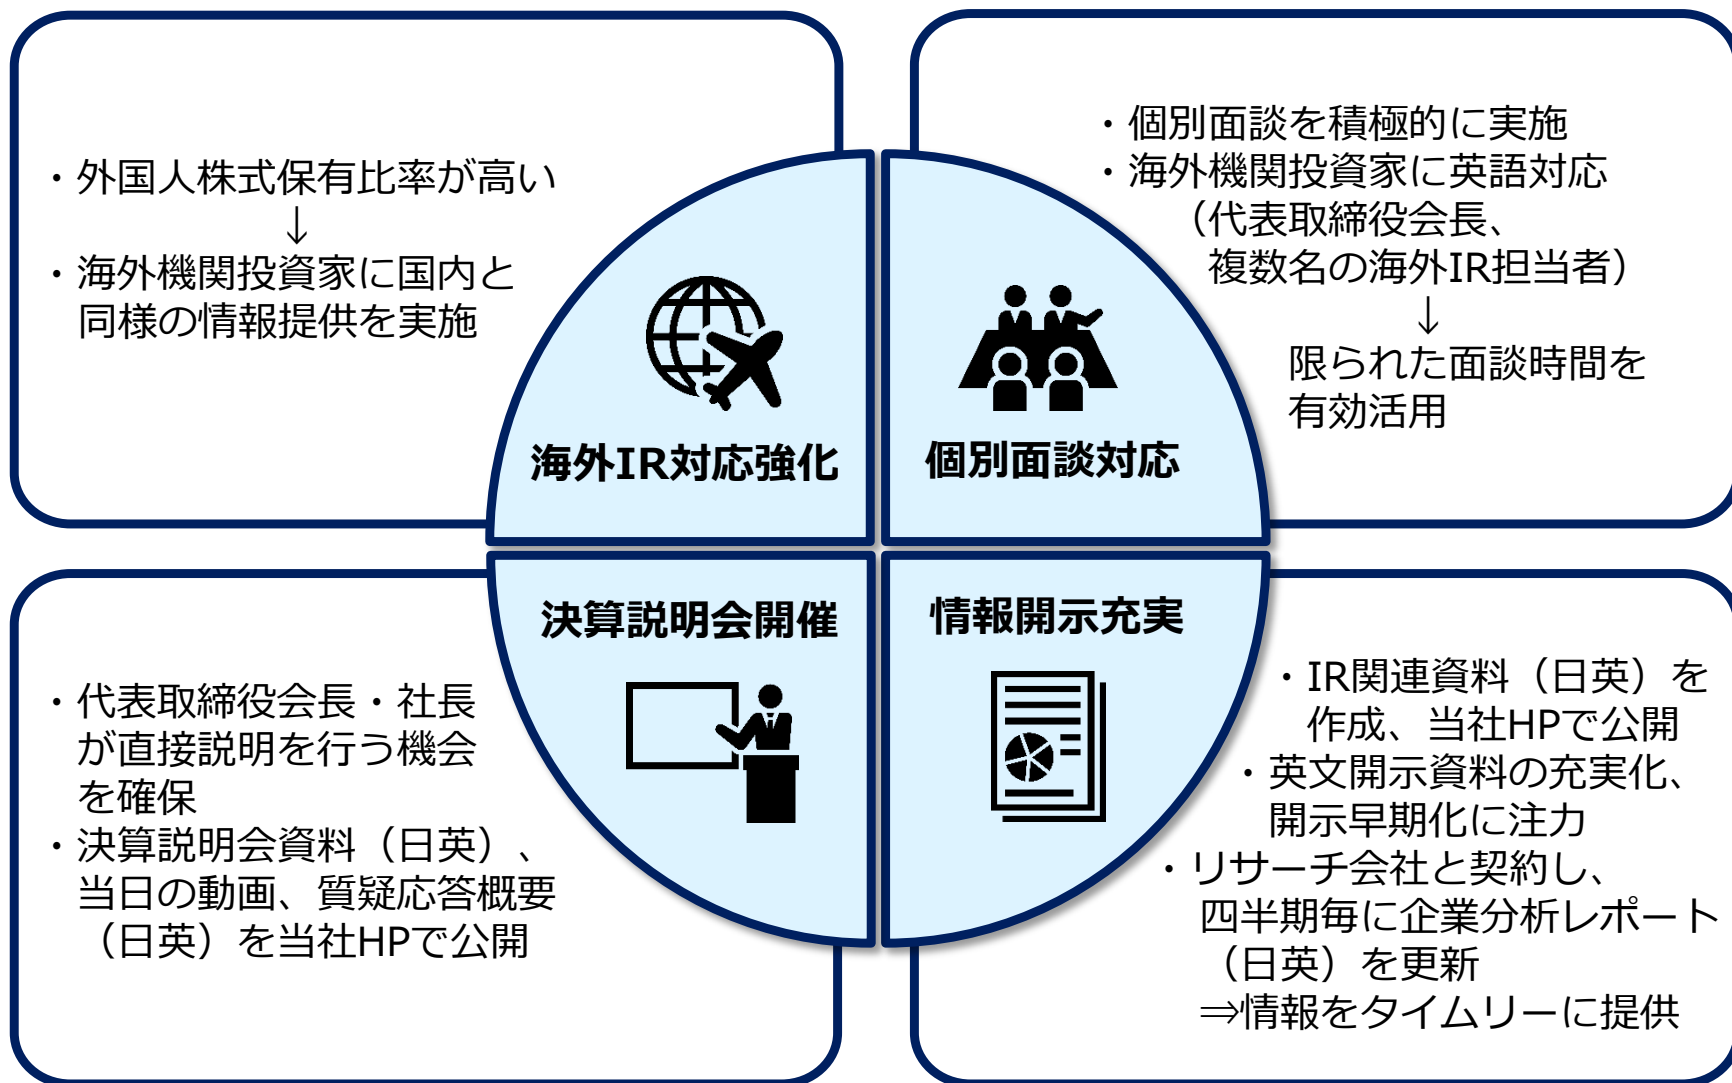 ・外国人株式保有比率が高い
↓
・海外機関投資家に国内と
同様の情報提供を実施
海外IR対応強化
・個別面談を積極的に実施
・海外機関投資家に英語対応
（代表取締役会長、
複数名の海外IR担当者）
↓
限られた面談時間を
有効活用
個別面談対応
決算説明会開催
・代表取締役会長・社長
が直接説明を行う機会
を確保
・決算説明会資料（日英）、
当日の動画、質疑応答概要
（日英）を当社HPで公開
情報開示充実
・IR関連資料（日英）を
作成、当社HPで公開
・英文開示資料の充実化、
開示早期化に注力
・リサーチ会社と契約し、
四半期毎に企業分析レポート
（日英）を更新
⇒情報をタイムリーに提供